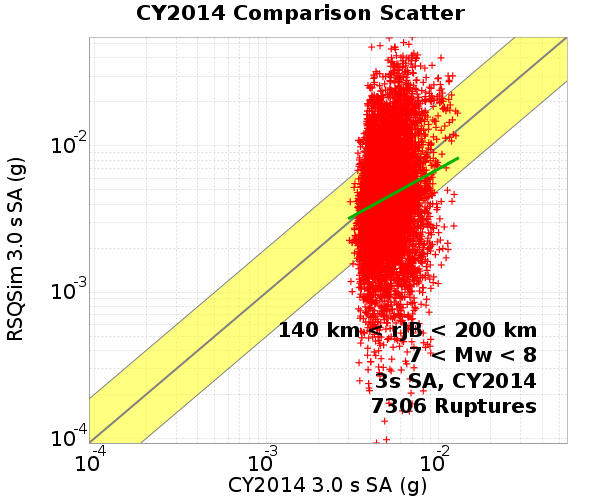 CY2014 Comparison Scatter
RSQSim 3.0 s SA (g)
10-2
10-3
10-4
140 km < rJB < 200 km
7 < Mw < 8
3s SA, CY2014
7306 Ruptures
10-4 10-3 10-2
CY2014 3.0 s SA (g)